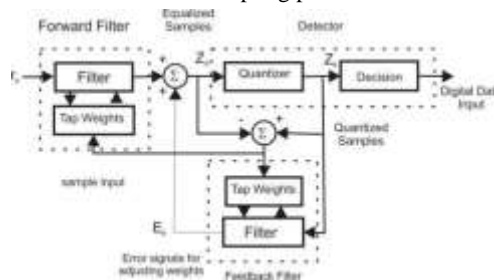 Equalized
Samples
Forward Filter
Detector
Filter
Σ
Quantizer
Decision
Tap Weights
Digital Data
Input
Σ
Quantized
Samples
sample Input
Tap Weights
Filter
Error signals for
adjusting weights
Feedback Filter